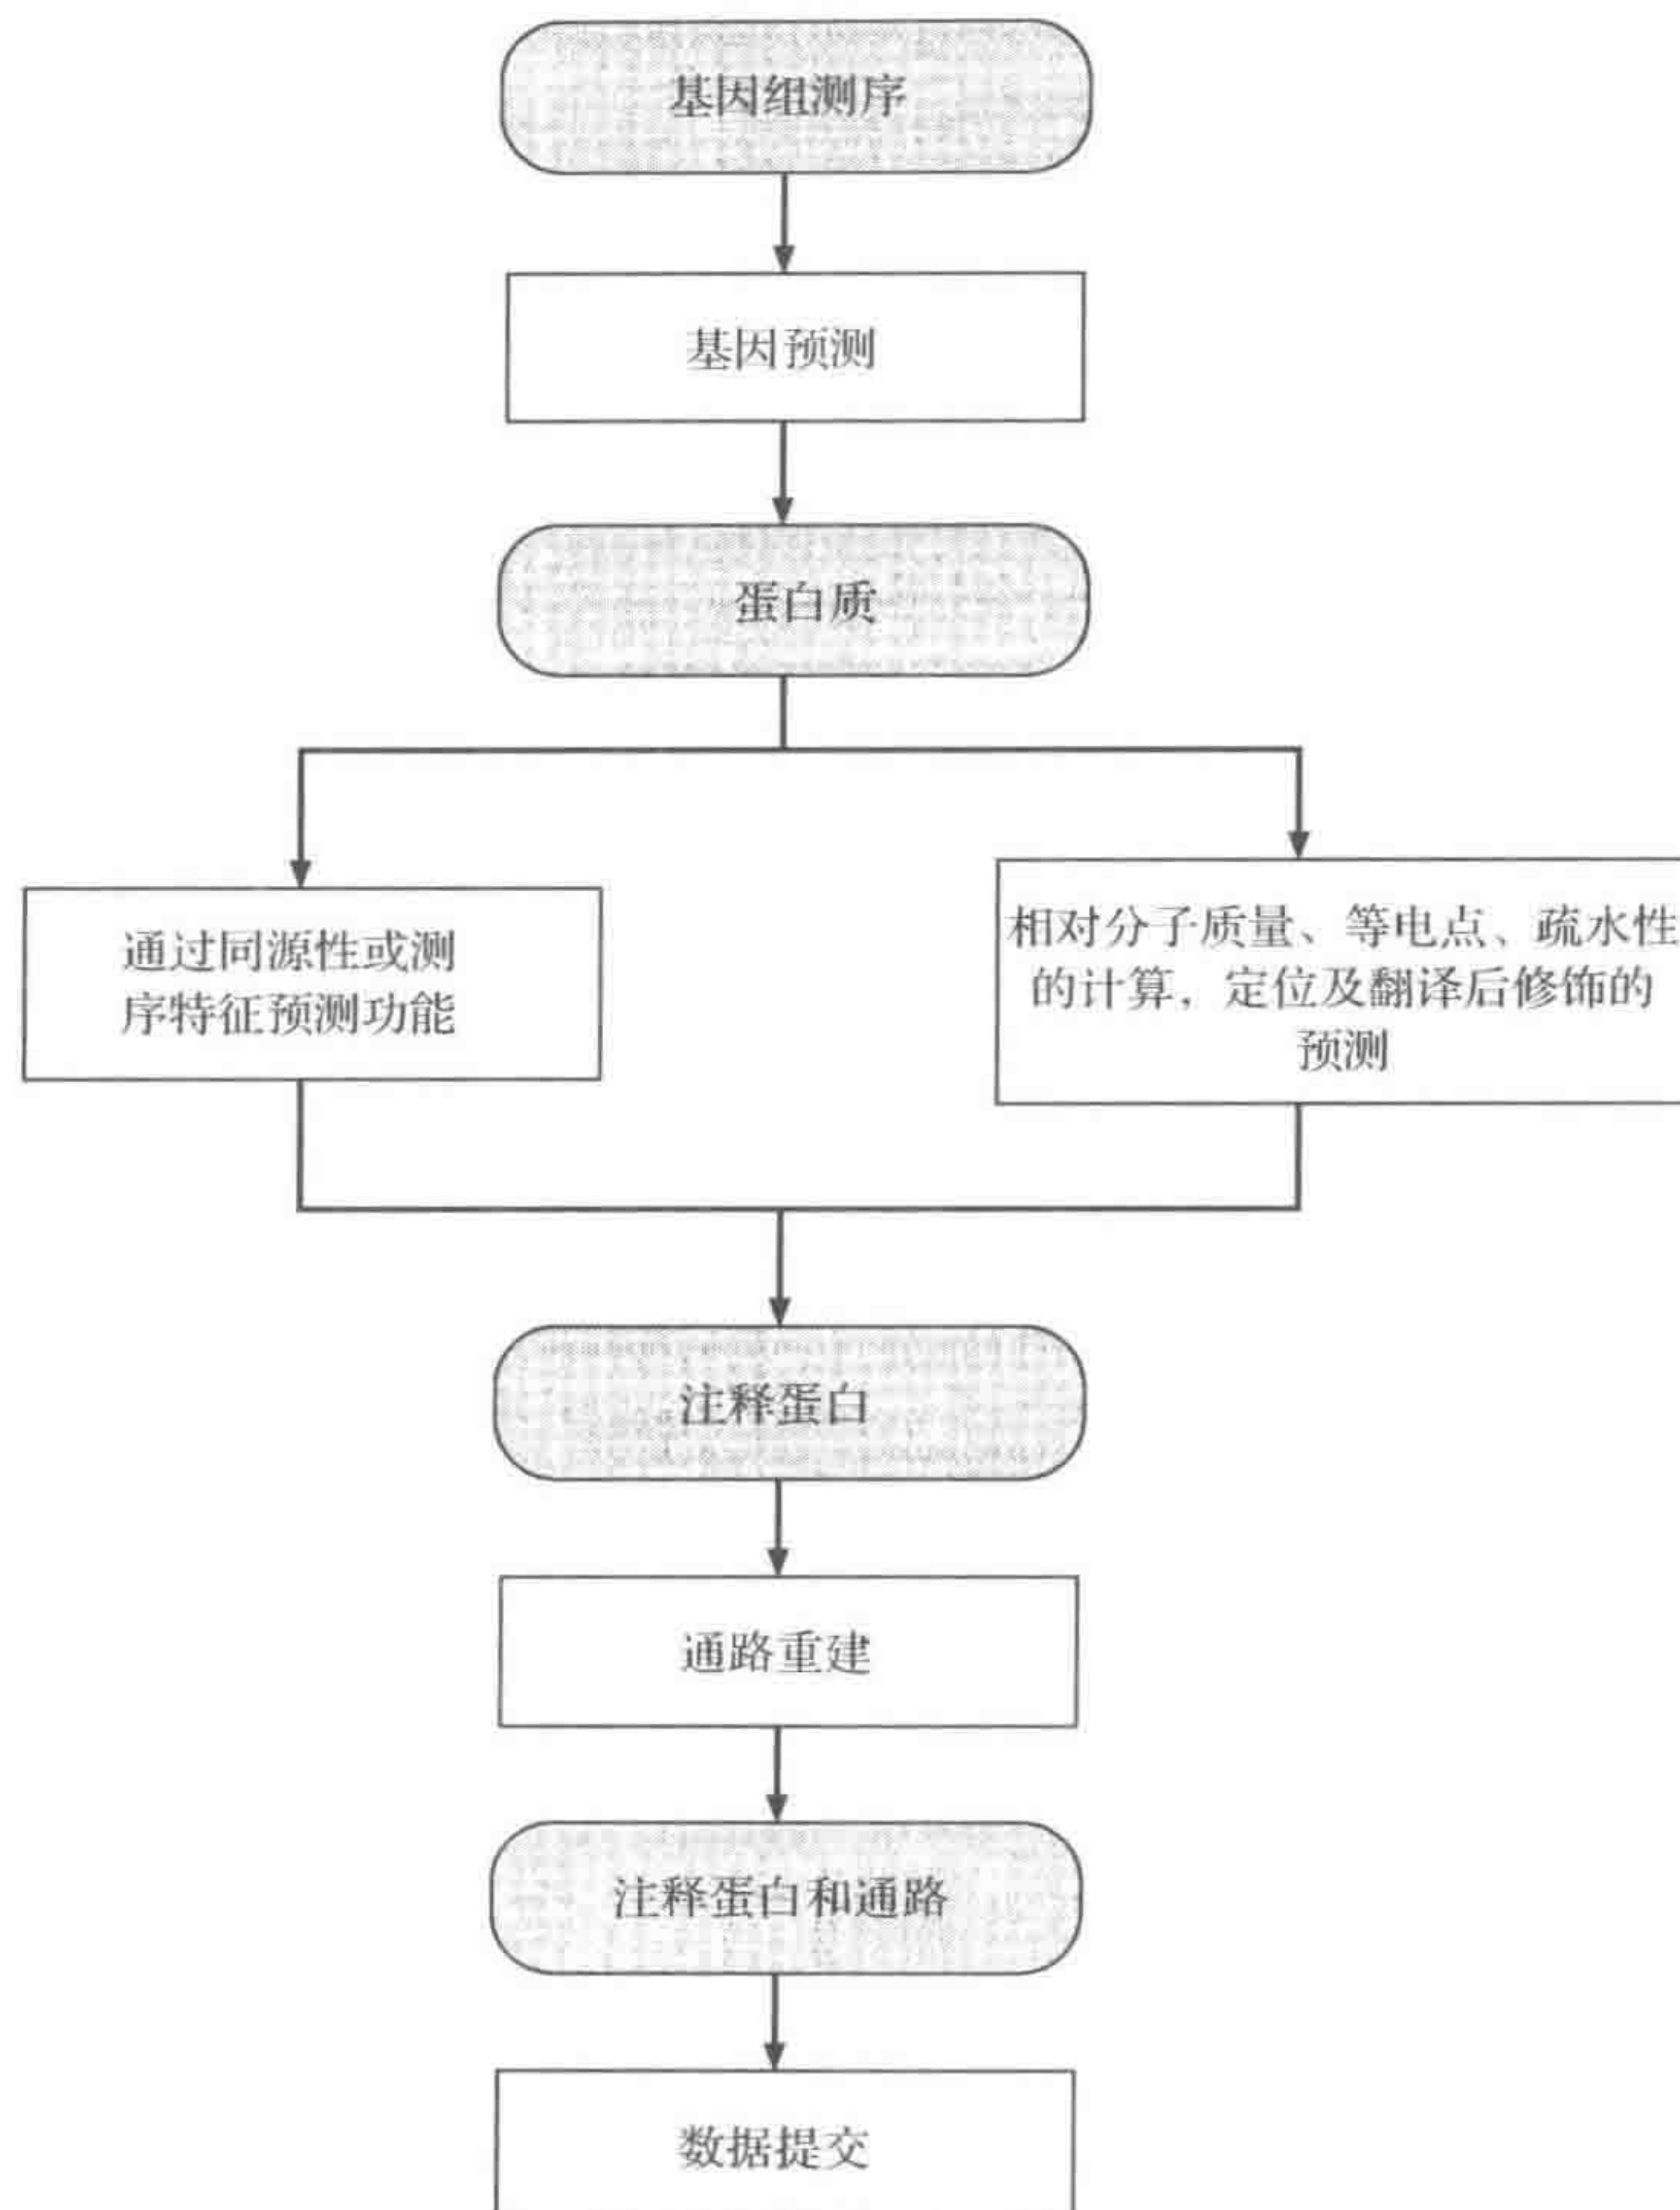 基因组测序
基因预测
蛋白质
通过同源性或测
序特征预测功能
相对分子质量、等电点、疏水性
的计算，定位及翻译后修饰的
预测
注释蛋白
通路重建
注释蛋白和通路
数据提交